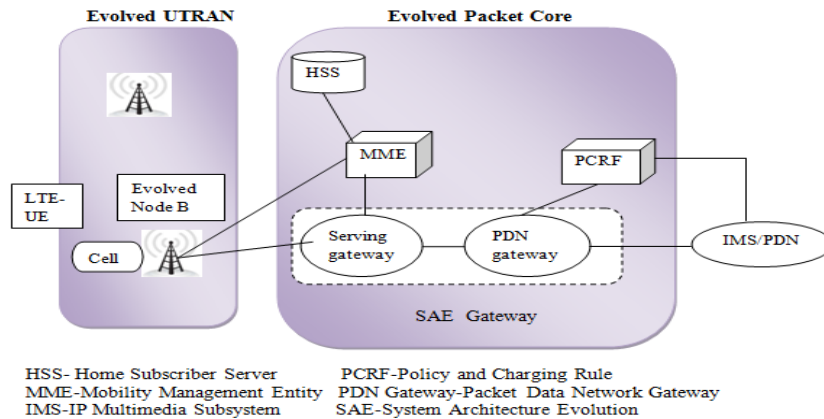 Evolved UTRAN
Evolved Packet Core
HSS
MME
PCRF
LTE-
UE
Evolved
Node B
Cell
Serving
gateway
PDN
gateway
IMS/PDN
SAE Gateway
HSS- Home Subscriber Server PCRF-Policy and Charging Rule
MME-Mobility Management Entity PDN Gateway-Packet Data Network Gateway
IMS-IP Multimedia Subsystem SAE-System Architecture Evolution